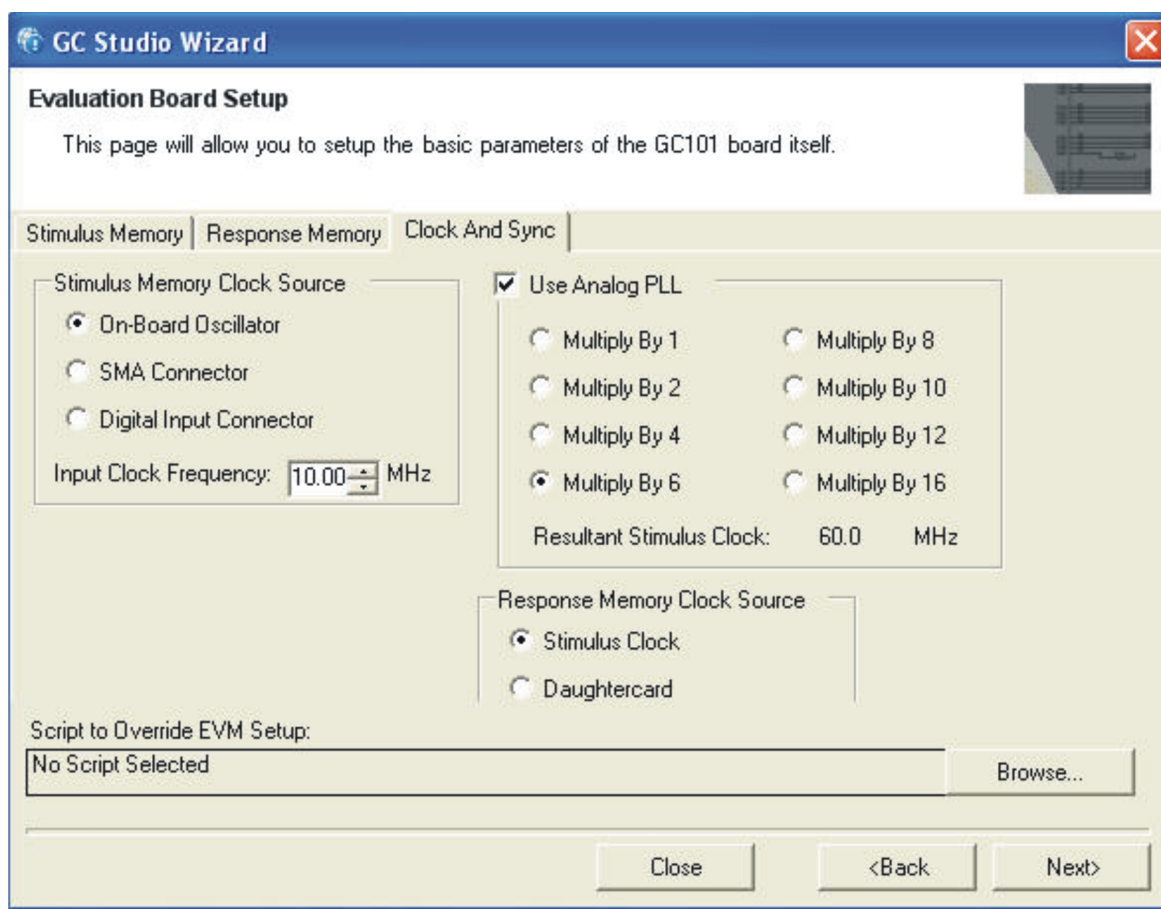 GC Studio Wizard
Evaluation Board Setup
This page will allow you to setup the basic parameters of the GC101 board itself.
Stimulus Memory
Response Memory
Clock And Sync
Stimulus Memory Clock Source
On-Board Oscillator
SMA Connector
Digital Input Connector
Input Clock Frequency: 10.00 MHz
Use Analog PLL
Multiply By 1
Multiply By 8
Multiply By 2
Multiply By 10
Multiply By 4
Multiply By 12
Multiply By 6
Multiply By 16
Resultant Stimulus Clock: 60.0 MHz
Response Memory Clock Source
Stimulus Clock
Daughtercard
Script to Override EVM Setup:
No Script Selected
Browse...
Close
<Back
Next>